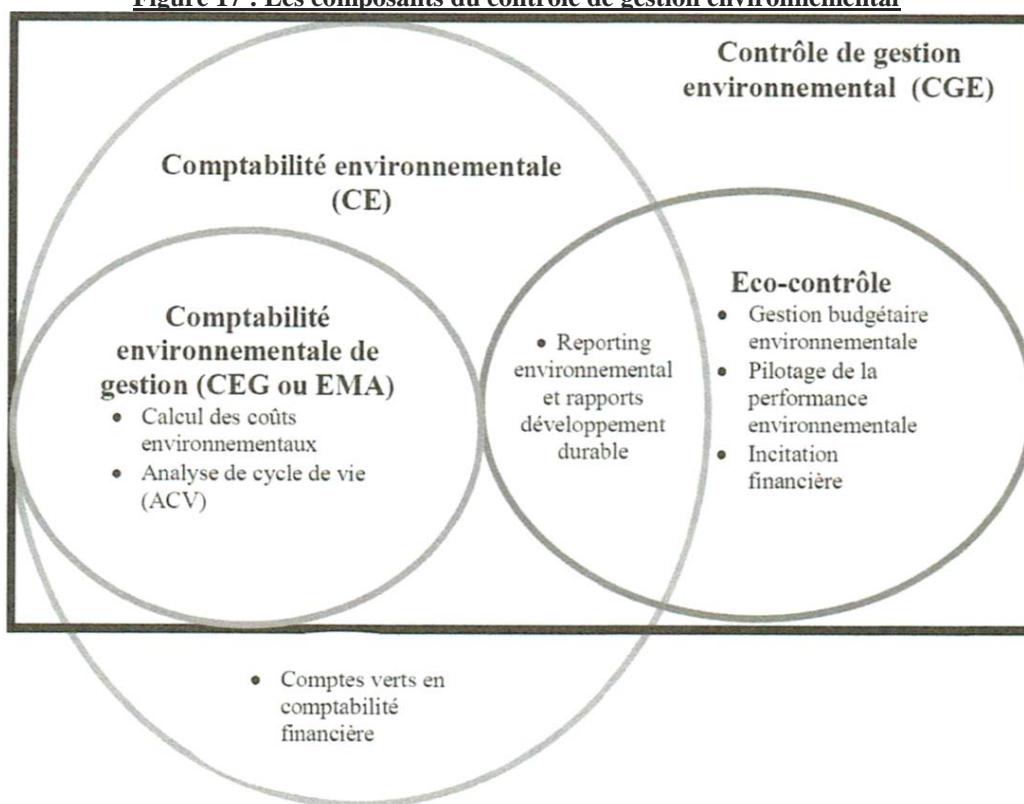 Figure 17 : Les composants du contrôle de gestion environnemental
Contrôle de gestion
environnemental (CGE)
Comptabilité environnementale
(CE)
Comptabilité
environnementale de
gestion (CEG ou EMA)
• Calcul des coûts
environnementaux
• Analyse de cycle de vie
(ACV)
• Reporting
environnemental
et rapports
développement
durable
Eco-contrôle
• Gestion budgétaire
environnementale
• Pilotage de la
performance
environnementale
• Incitation
financière
• Comptes verts en
comptabilité
financière